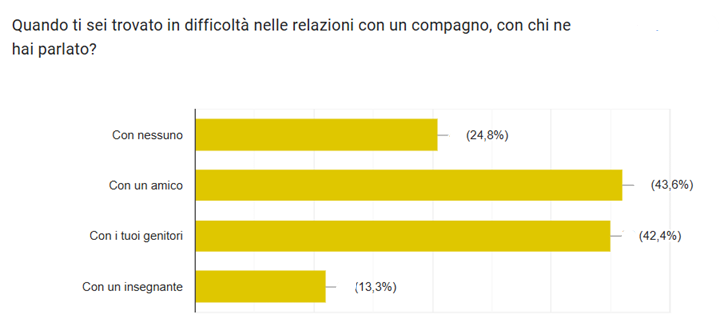 Quando ti sei trovato in difficoltà nelle relazioni con un compagno, con chi ne
hai parlato?
Con nessuno (24,8%)
Con un amico (43,6%)
Con i tuoi genitori (42,4%)
Con un insegnante (13,3%)